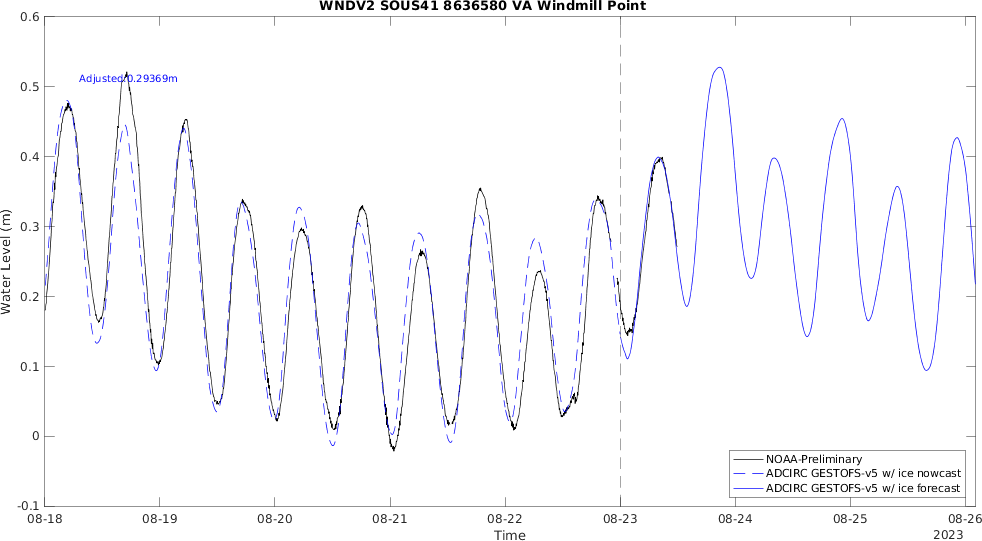 WNDV2 SOUS41 8636580 VA Windmill Point
0.6
0.5
0.4
0.3
0.2
0.1
0
-0.1
Water Level (m)
Adjusted 0.29369m
NOAA-Preliminary
ADCIRC GESTOFS-v5 w/ ice nowcast
ADCIRC GESTOFS-v5 w/ ice forecast
08-18 08-19 08-20 08-21 08-22 08-23 08-24 08-25 08-26
Time
2023